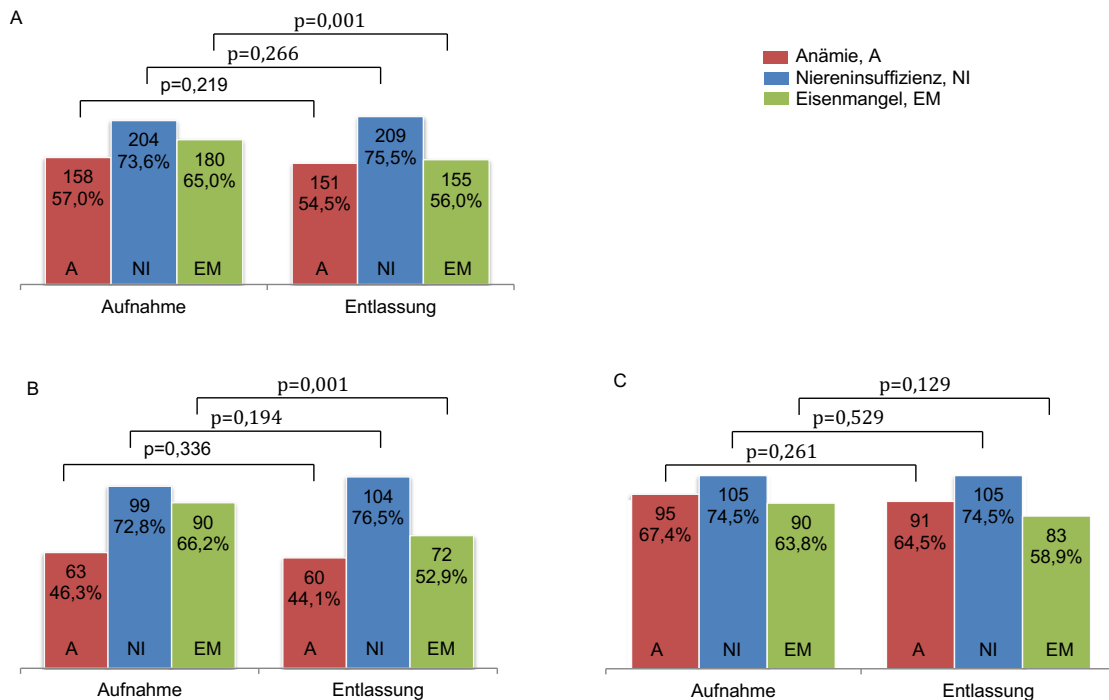 A
p=0,001
p=0,266
p=0,219
Anämie, A
Niereninsuffizienz, NI
Eisenmangel, EM
158
57,0%
A
204
73,6%
NI
180
65,0%
EM
151
54,5%
A
209
75,5%
NI
155
56,0%
EM
Aufnahme
Entlassung
B
p=0,001
p=0,194
p=0,336
63
46,3%
A
99
72,8%
NI
90
66,2%
EM
60
44,1%
A
104
76,5%
NI
72
52,9%
EM
Aufnahme
Entlassung
C
p=0,129
p=0,529
p=0,261
95
67,4%
A
105
74,5%
NI
90
63,8%
EM
91
64,5%
A
105
74,5%
NI
83
58,9%
EM
Aufnahme
Entlassung